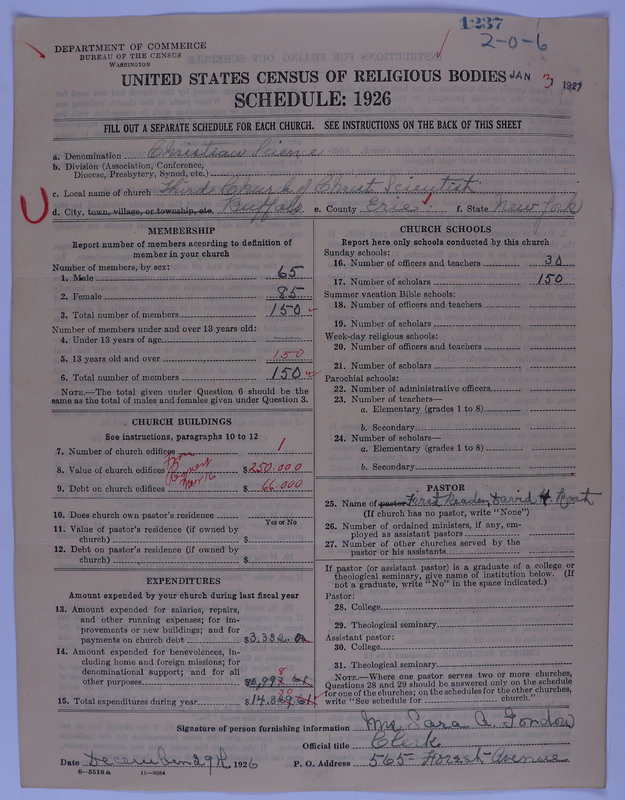 1237
2-0-6
DEPARTMENT OF COMMERCE
BUREAU OF THE CENSUS
WASHINGTON
UNITED STATES CENSUS OF RELIGIOUS BODIES
JAN 3 1927
SCHEDULE: 1926
FILL OUT A SEPARATE SCHEDULE FOR EACH CHURCH. SEE INSTRUCTIONS ON THE BACK OF THIS SHEET
a. Denomination Christian Science
b. Division (Association, Conference,
Diocese, Presbytery, Synod, etc.)
c. Local name of church Third Church of Christ Scientist
d. City, town, village, or township, etc. Buffalo e. County Erie f. State New York
MEMBERSHIP
Report number of members according to definition of
member in your church
Number of members, by sex:
1. Male 65
2. Female 85
3. Total number of members 150
Number of members under and over 13 years old:
4. Under 13 years of age
5. 13 years old and over 150
6. Total number of members 150
NOTE.—The total given under Question 6 should be
same as the total of males and females given under Question 3.
CHURCH BUILDINGS
See instructions, paragraphs 10 to 12
7. Number of church edifices 1
8. Value of church edifices $250.000
9. Debt on church edifices $66.000
10. Does church own pastor's residence
Yes or No
11. Value of pastor's residence (if owned by
church) $
12. Debt on pastor's residence (if owned by
church) $
EXPENDITURES
Amount expended by your church during last fiscal year
13. Amount expended for salaries, repairs,
and other running expenses; for im-
provements or new buildings; and for
payments on church debt $3.332.
14. Amount expended for benevolences, in-
cluding home and foreign missions; for
denominational support; and for all
other purposes
15. Total expenditures during year $
CHURCH SCHOOLS
Report here only schools conducted by this church
Sunday schools:
16. Number of officers and teachers 30
17. Number of scholars 150
Summer vacation Bible schools:
18. Number of officers and teachers
19. Number of scholars
Week-day religious schools:
20. Number of officers and teachers
21. Number of scholars
Parochial schools:
22. Number of administrative officers
23. Number of teachers—
a. Elementary (grades 1 to 8)
b. Secondary
24. Number of scholars—
a. Elementary (grades 1 to 8)
b. Secondary
PASTOR
25. Name of pastor First Reader, David
(If church has no pastor, write "None")
26. Number of ordained ministers, if any, em-
ployed as assistant pastors
27. Number of other churches served by the
pastor or his assistants
If pastor (or assistant pastor) is a graduate of a college or
theological seminary, give name of institution below. (If
not a graduate, write "No" in the space indicated.)
Pastor:
28. College
29. Theological seminary
Assistant pastor:
30. College
31. Theological seminary
NOTE.—Where one pastor serves two or more churches,
Questions 28 and 29 should be answered only on the schedule
for one of the churches; on the schedules for the other churches,
write "See schedule for church."
Signature of person furnishing information Mrs Sara A. Gordon
Official title Clerk
Date December 29th, 1926 P. O. Address 565 Avenue
8-5518a 11-9054